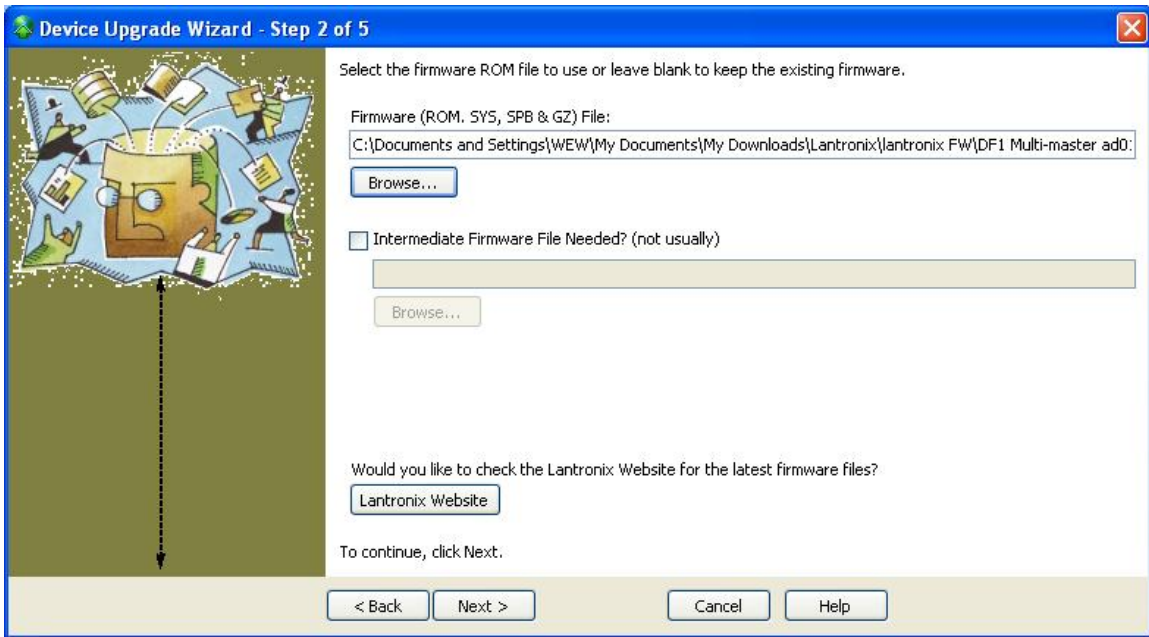 Device Upgrade Wizard - Step 2 of 5
Select the firmware ROM file to use or leave blank to keep the existing firmware.
Firmware (ROM. SYS, SPB & GZ) File:
C:\Documents and Settings\WEW\My Documents\My Downloads\Lantronix\lantronix FW\DF1 Multi-master ad0
Browse...
Intermediate Firmware File Needed? (not usually)
Browse...
Would you like to check the Lantronix Website for the latest firmware files?
Lantronix Website
To continue, click Next.
< Back Next > Cancel Help